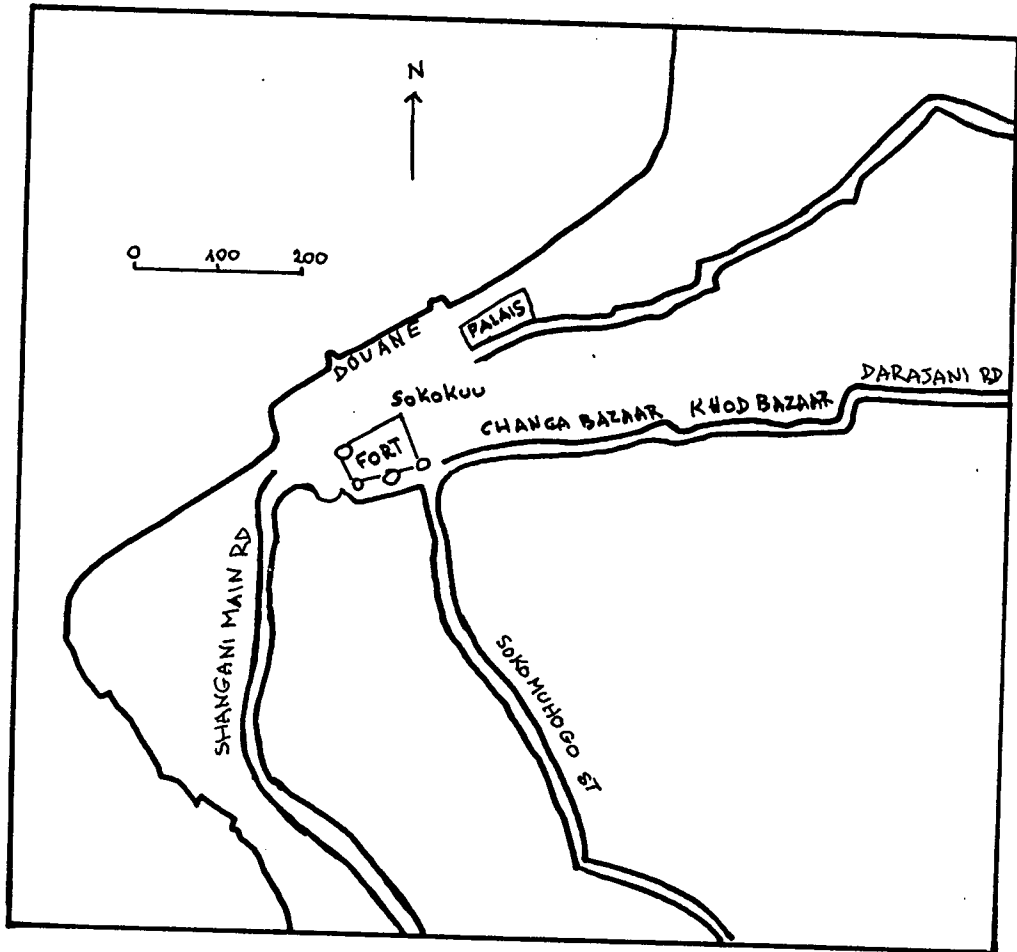 N
0 100 200
PALAIS
DOUANE
SOKOKUU
DARAJANI RD
CHANGA BAZAAR KHOD BAZAAR
FORT
SHANGANI MAIN RD
SOKOMUHOGO ST